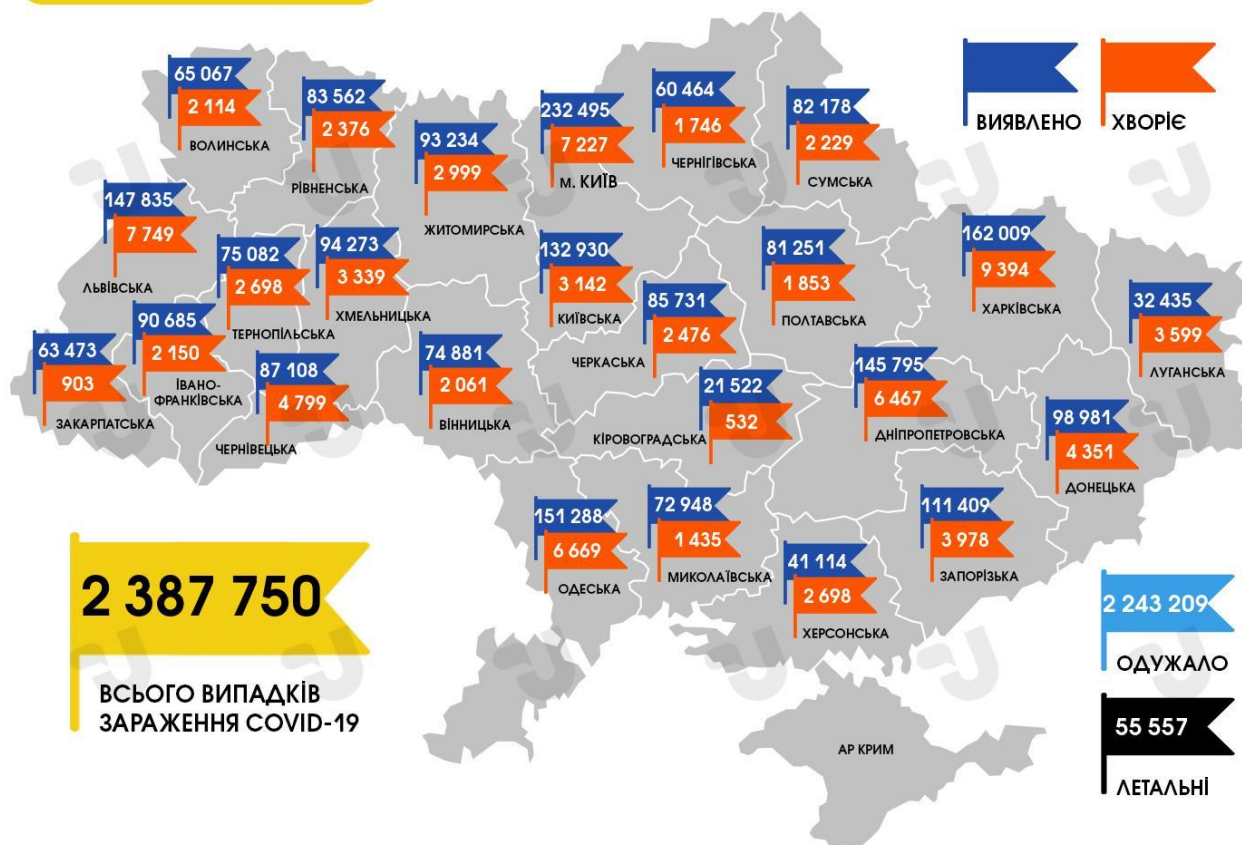 65 067
2 114
ВОЛИНСЬКА
83 562
2 376
РІВНЕНСЬКА
93 234
2 999
ЖИТОМИРСЬКА
232 495
7 227
м. КИЇВ
60 464
1 746
ЧЕРНІГІВСЬКА
82 178
2 229
СУМСЬКА
ВИЯВЛЕНО
ХВОРІЄ
147 835
7 749
ЛЬВІВСЬКА
75 082
2 698
ТЕРНОПІЛЬСЬКА
94 273
3 339
ХМЕЛЬНИЦЬКА
132 930
3 142
КИЇВСЬКА
85 731
2 476
ЧЕРКАСЬКА
81 251
1 853
ПОЛТАВСЬКА
162 009
9 394
ХАРКІВСЬКА
32 435
3 599
ЛУГАНСЬКА
63 473
903
ЗАКАРПАТСЬКА
90 685
2 150
ІВАНО-
ФРАНКІВСЬКА
87 108
4 799
ЧЕРНІВЕЦЬКА
74 881
2 061
ВІННИЦЬКА
21 522
532
КІРОВОГРАДСЬКА
145 795
6 467
ДНІПРОПЕТРОВСЬКА
98 981
4 351
ДОНЕЦЬКА
151 288
6 669
ОДЕСЬКА
72 948
1 435
МИКОЛАЇВСЬКА
41 114
2 698
ХЕРСОНСЬКА
111 409
3 978
ЗАПОРІЗЬКА
2 387 750
ВСЬОГО ВИПАДКІВ
ЗАРАЖЕННЯ COVID-19
2 243 209
ОДУЖАЛО
55 557
ЛЕТАЛЬНІ
АР КРИМ